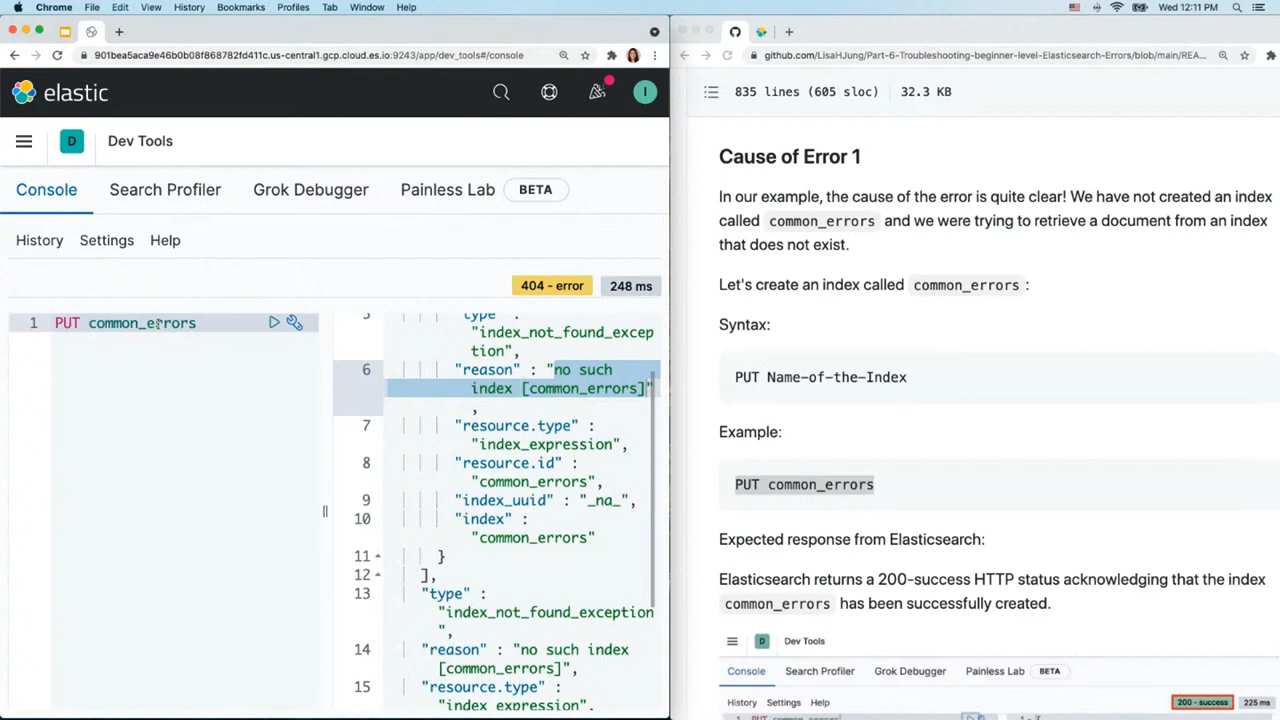 Chrome File Edit View History Bookmarks Profiles Tab Window Help
Wed 12:11 PM
901bea5aca9e46b0b08f868782fd411c.us-central1.gcp.cloud.es.io:9243/app/dev_tools#/console
github.com/LisaHJung/Part-6-Troubleshooting-beginner-level-Elasticsearch-Errors/blob/main/REA...
elastic
I
D
Dev Tools
Console Search Profiler Grok Debugger Painless Lab BETA
History Settings Help
404 - error 248 ms
1 PUT common_errors
5 "type" :
"index_not_found_excep
tion",
6 "reason" : "no such
index [common_errors]"
,
7 "resource.type" :
"index_expression",
8 "resource.id" :
"common_errors",
9 "index_uuid" : "_na_",
10 "index" :
"common_errors"
11 }
12 ],
13 "type" :
"index_not_found_exception
",
14 "reason" : "no such index
[common_errors]",
15 "resource.type" :
"index_expression",
835 lines (605 sloc) 32.3 KB
Cause of Error 1
In our example, the cause of the error is quite clear! We have not created an index
called common_errors and we were trying to retrieve a document from an index
that does not exist.
Let's create an index called common_errors :
Syntax:
PUT Name-of-the-Index
Example:
PUT common_errors
Expected response from Elasticsearch:
Elasticsearch returns a 200-success HTTP status acknowledging that the index
common_errors has been successfully created.
D Dev Tools
Console Search Profiler Grok Debugger Painless Lab BETA
History Settings Help
200 - success 225 ms
1 PUT common_errors 1 - {